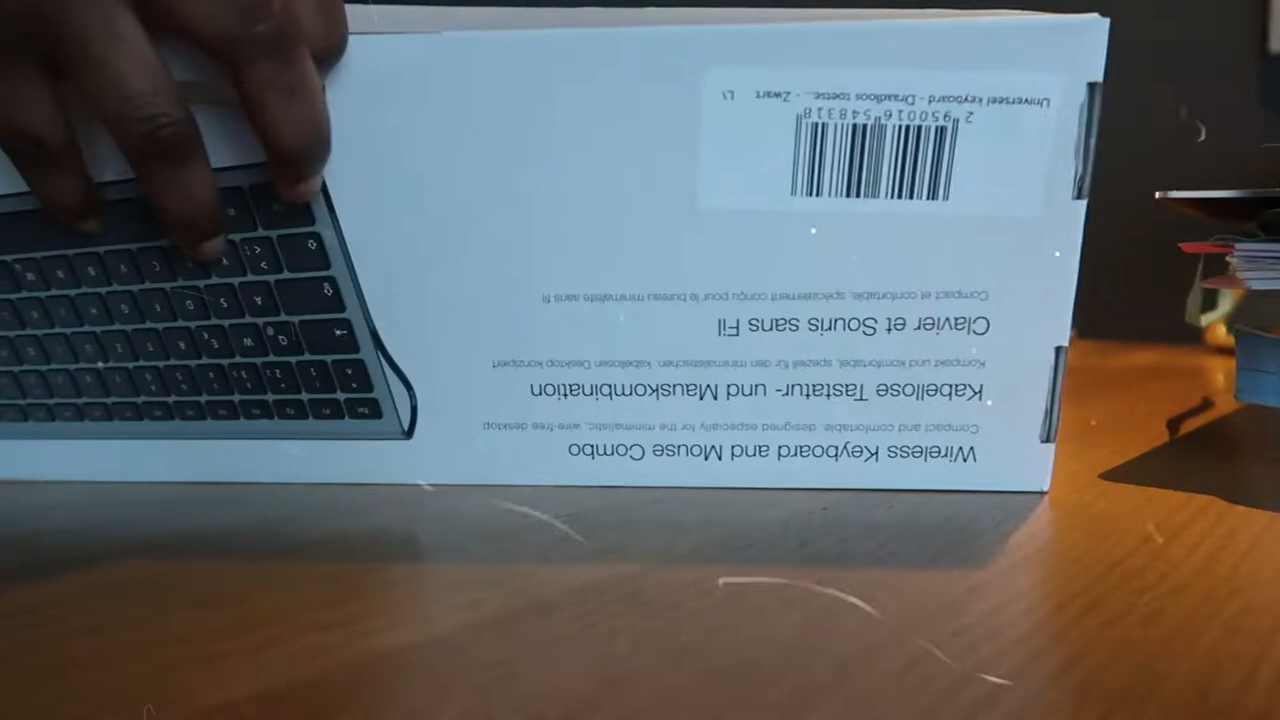 Wireless Keyboard and Mouse Combo
Compact and comfortable, designed especially for the minimalistic, wire-free desktop
Kabellose Tastatur- und Mauskombination
Kompakt und komfortabel, speziell für den minimalistischen, kabellosen Desktop konzipiert
Clavier et Souris sans Fil
Compact et confortable, spécialement conçu pour le bureau minimaliste sans fil
2 950016 548318
Universeel keyboard - Draadloos toetse... - Zwart